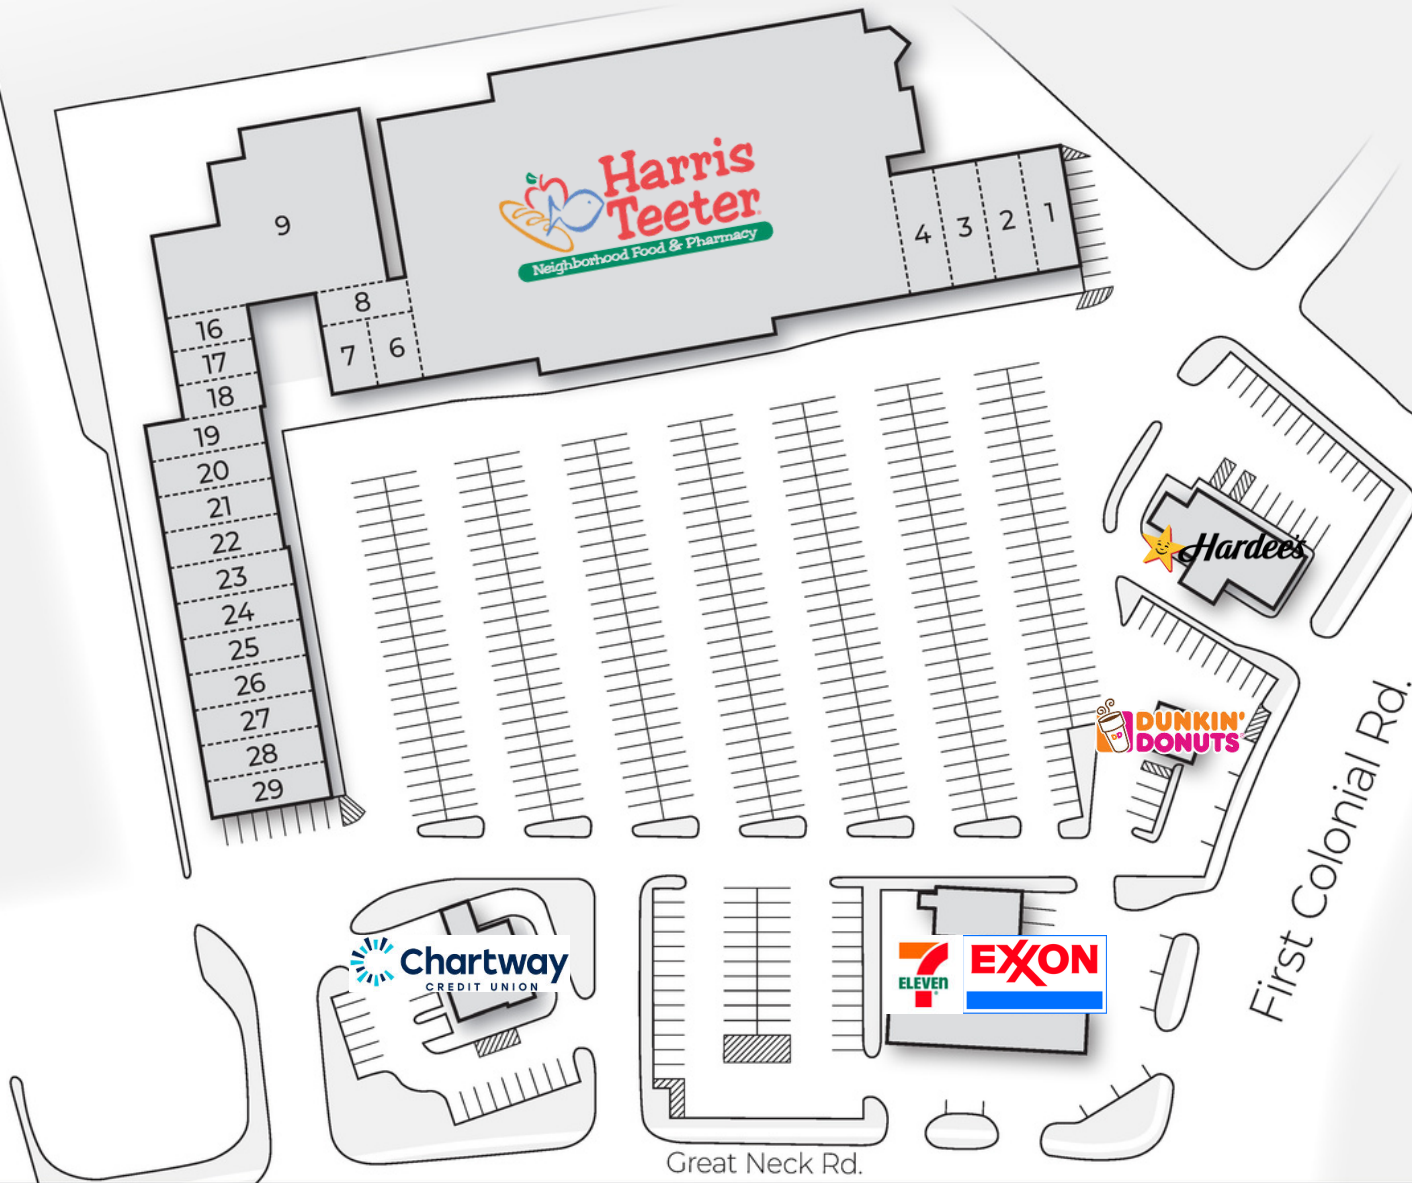 Harris
Teeter
Neighborhood Food & Pharmacy
9
4
3
2
1
8
7
6
16
17
18
19
20
21
22
23
24
25
26
27
28
29
Hardee's
DUNKIN'
DONUTS
DD
First Colonial Rd.
Chartway
CREDIT UNION
7
ELEVEN
EXXON
Great Neck Rd.